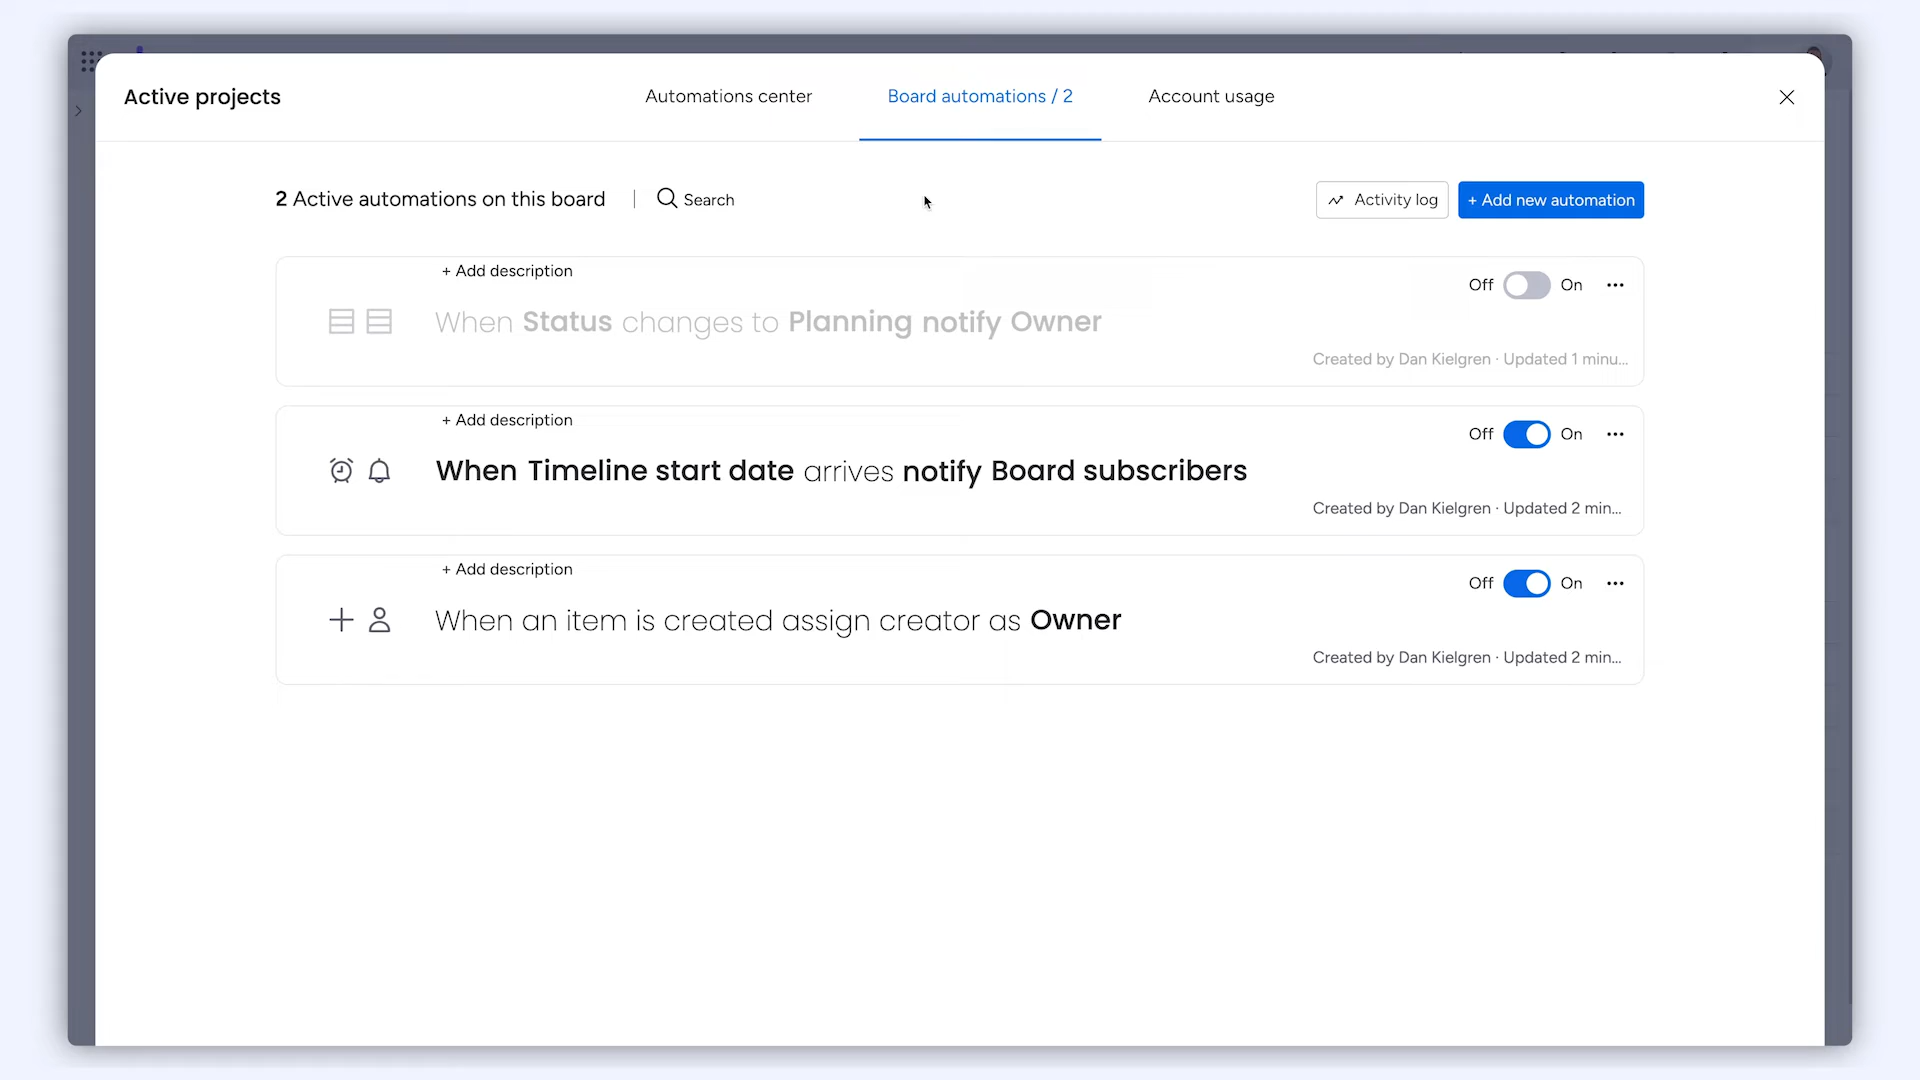 Active projects
Automations center
Board automations / 2
Account usage
2 Active automations on this board
Search
Activity log
+ Add new automation
+ Add description
Off On
When Status changes to Planning notify Owner
Created by Dan Kielgren · Updated 1 minu...
+ Add description
Off On
When Timeline start date arrives notify Board subscribers
Created by Dan Kielgren · Updated 2 min...
+ Add description
Off On
When an item is created assign creator as Owner
Created by Dan Kielgren · Updated 2 min...